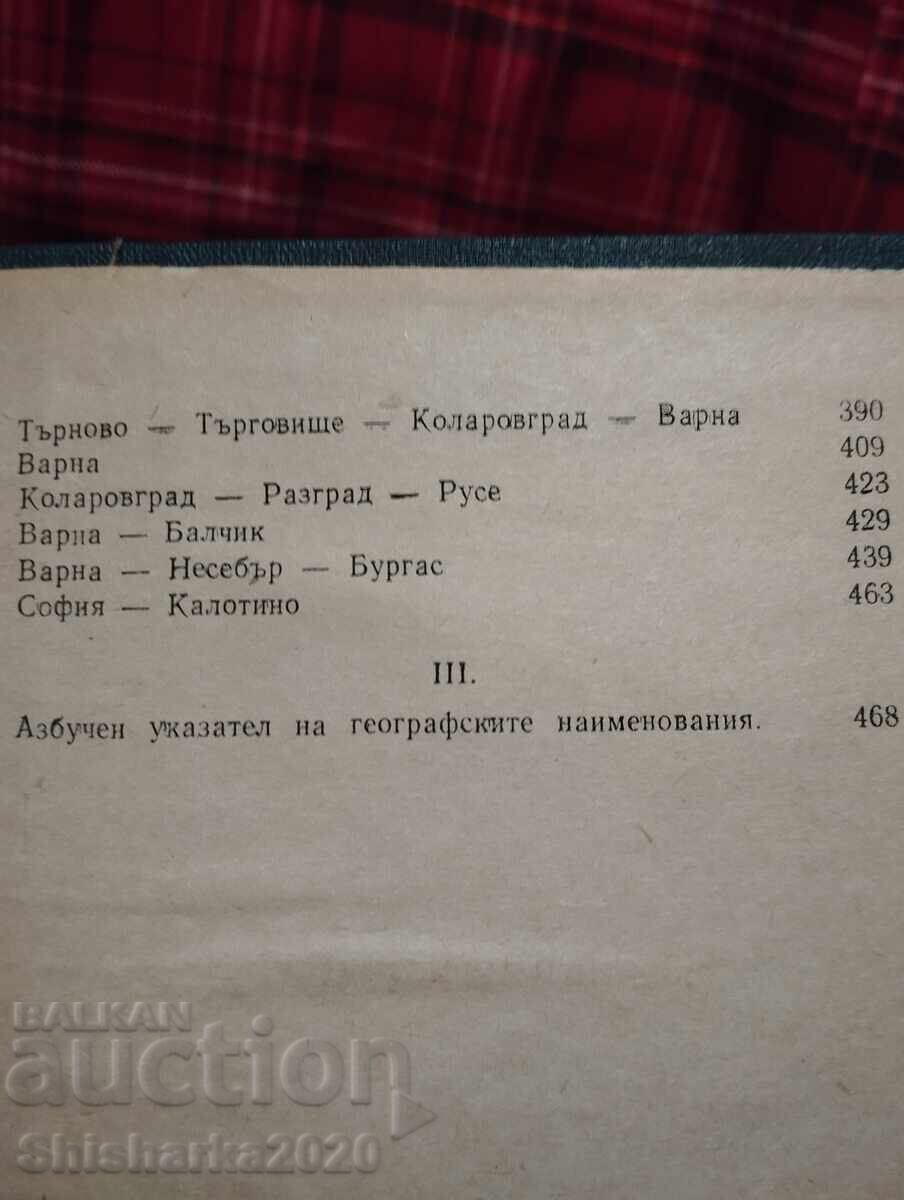 Търново — Търговище — Коларовград — Варна 390
Варна 409
Коларовград — Разград — Русе 423
Варна — Балчик 429
Варна — Несебър — Бургас 439
София — Калотино 463
III.
Азбучен указател на географските наименования. 468
BALKAN
auction
Shisharka2020